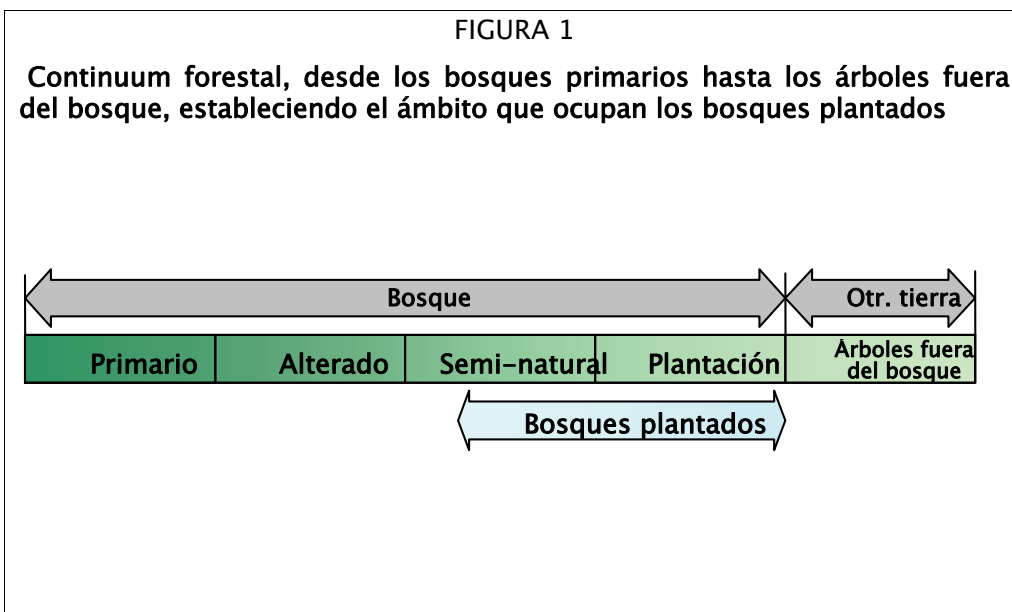 FIGURA 1
Continuum forestal, desde los bosques primarios hasta los árboles fuera
del bosque, estableciendo el ámbito que ocupan los bosques plantados
Bosque
Otr. tierra
Primario
Alterado
Semi-natural
Plantación
Árboles fuera
del bosque
Bosques plantados